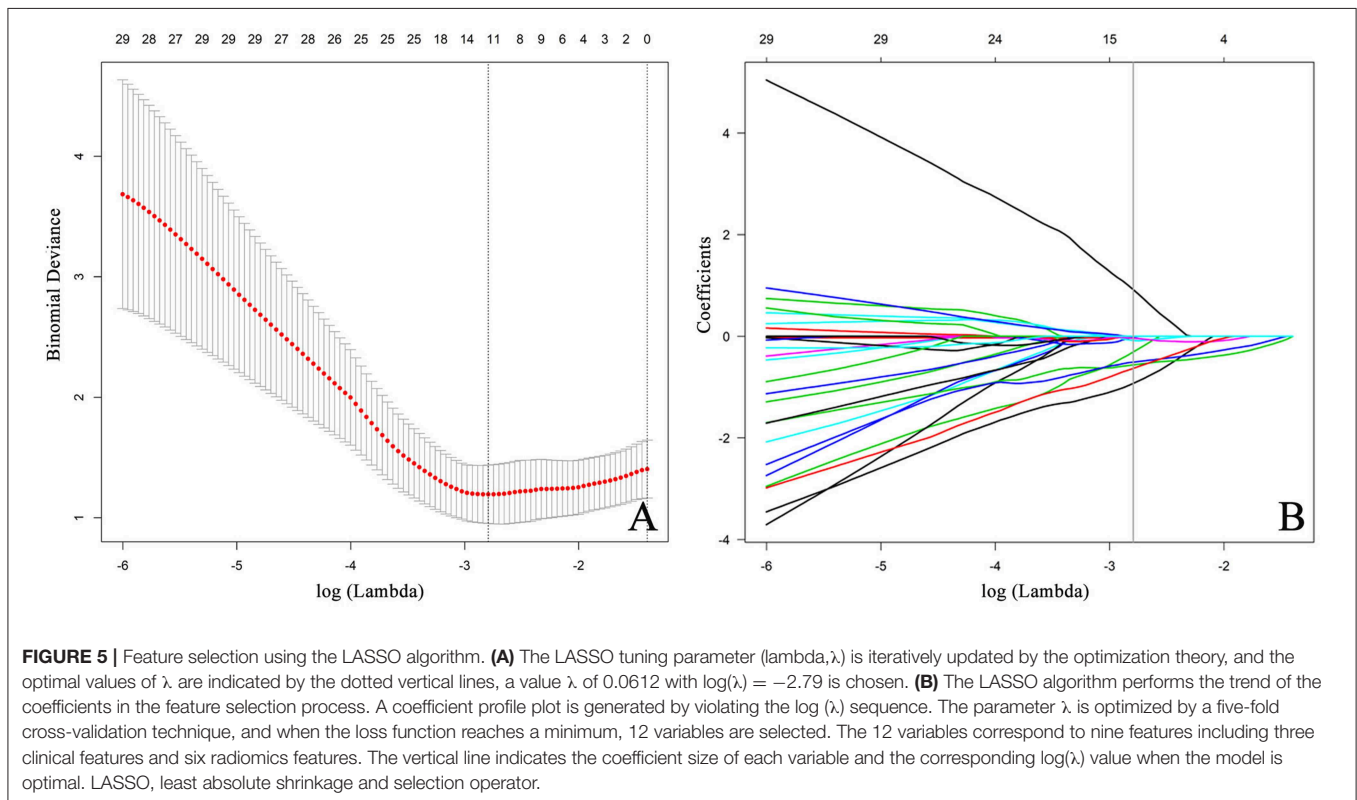 29 28 27 29 29 29 29 27 28 26 25 25 25 18 14 11 8 9 6 4 3 2 0
4
3
2
1
Binomial Deviance
A
-6 -5 -4 -3 -2
log (Lambda)
29 29 24 15 4
4
2
0
-2
-4
Coefficients
B
-6 -5 -4 -3 -2
log (Lambda)
FIGURE 5 | Feature selection using the LASSO algorithm. (A) The LASSO tuning parameter (lambda,λ) is iteratively updated by the optimization theory, and the
optimal values of λ are indicated by the dotted vertical lines, a value λ of 0.0612 with log(λ) = −2.79 is chosen. (B) The LASSO algorithm performs the trend of the
coefficients in the feature selection process. A coefficient profile plot is generated by violating the log (λ) sequence. The parameter λ is optimized by a five-fold
cross-validation technique, and when the loss function reaches a minimum, 12 variables are selected. The 12 variables correspond to nine features including three
clinical features and six radiomics features. The vertical line indicates the coefficient size of each variable and the corresponding log(λ) value when the model is
optimal. LASSO, least absolute shrinkage and selection operator.